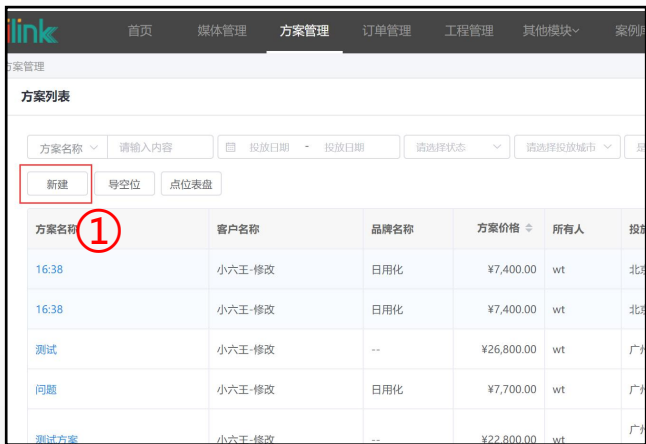 ilink 首页 媒体管理 方案管理 订单管理 工程管理 其他模块 案例库
方案管理
方案列表
方案名称 请输入内容 投放日期 - 投放日期 请选择状态 请选择投放城市
新建 导空位 点位表盘
①
方案名称 客户名称 品牌名称 方案价格 所有人 投放
16:38 小六王-修改 日用化 ¥7,400.00 wt 北京
16:38 小六王-修改 日用化 ¥7,400.00 wt 北京
测试 小六王-修改 -- ¥26,800.00 wt 广州
问题 小六王-修改 日用化 ¥7,700.00 wt 广州
广州
测试方案 小六王-修改 -- ¥22,800.00 wt